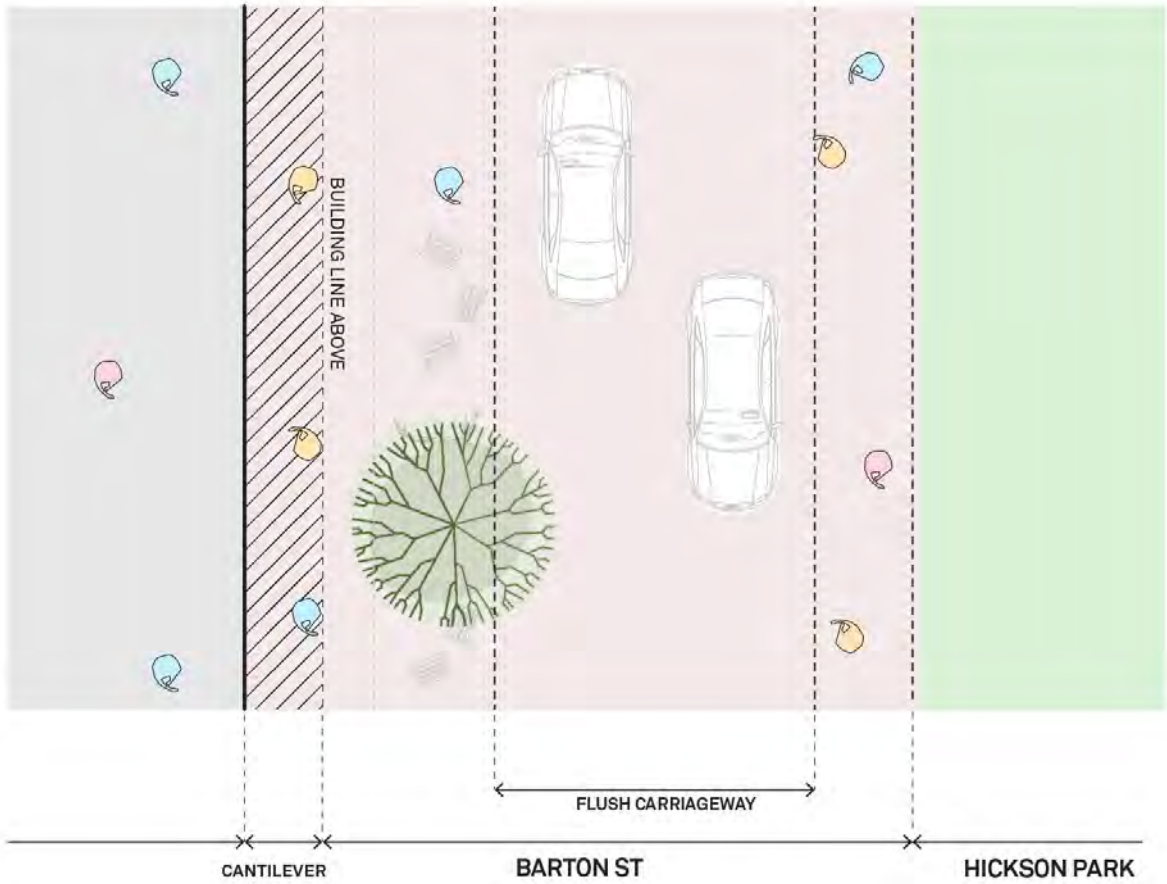 BUILDING LINE ABOVE
FLUSH CARRIAGEWAY
CANTILEVER
BARTON ST
HICKSON PARK